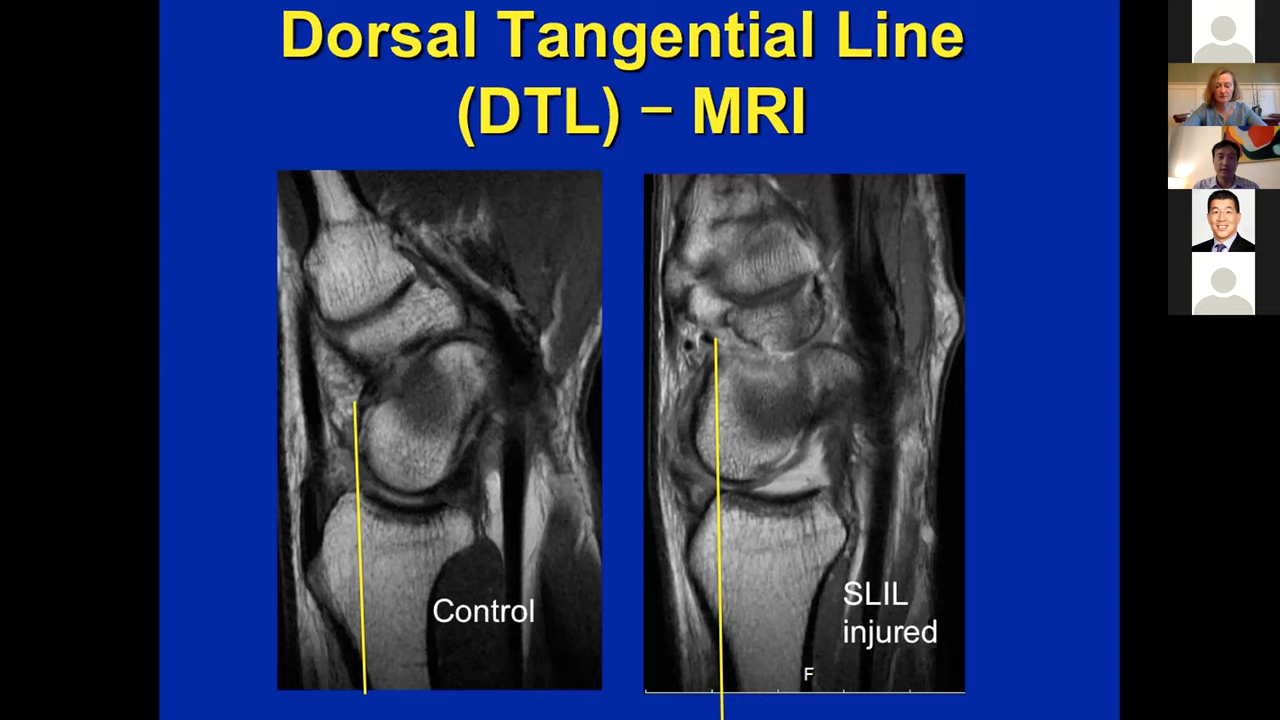 Dorsal Tangential Line
(DTL) – MRI
Control
SLIL
injured
F